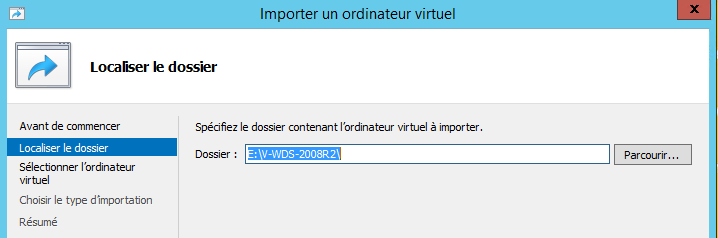 Importer un ordinateur virtuel
x
Localiser le dossier
Avant de commencer
Localiser le dossier
Sélectionner l'ordinateur
virtuel
Choisir le type d'importation
Résumé
Spécifiez le dossier contenant l'ordinateur virtuel à importer.
Dossier : E:\V-WDS-2008R2\ Parcourir...